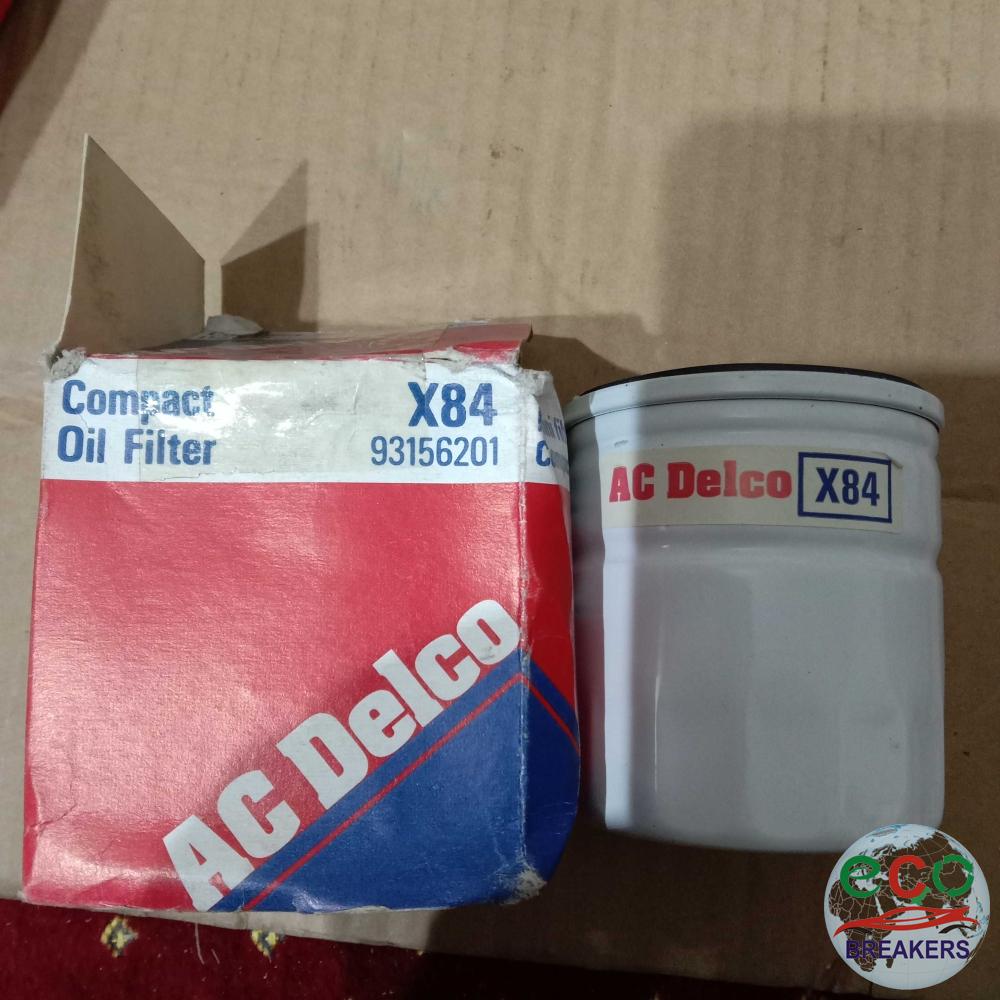 Compact
Oil Filter
X84
93156201
AC Delco
AC Delco X84
eco
BREAKERS